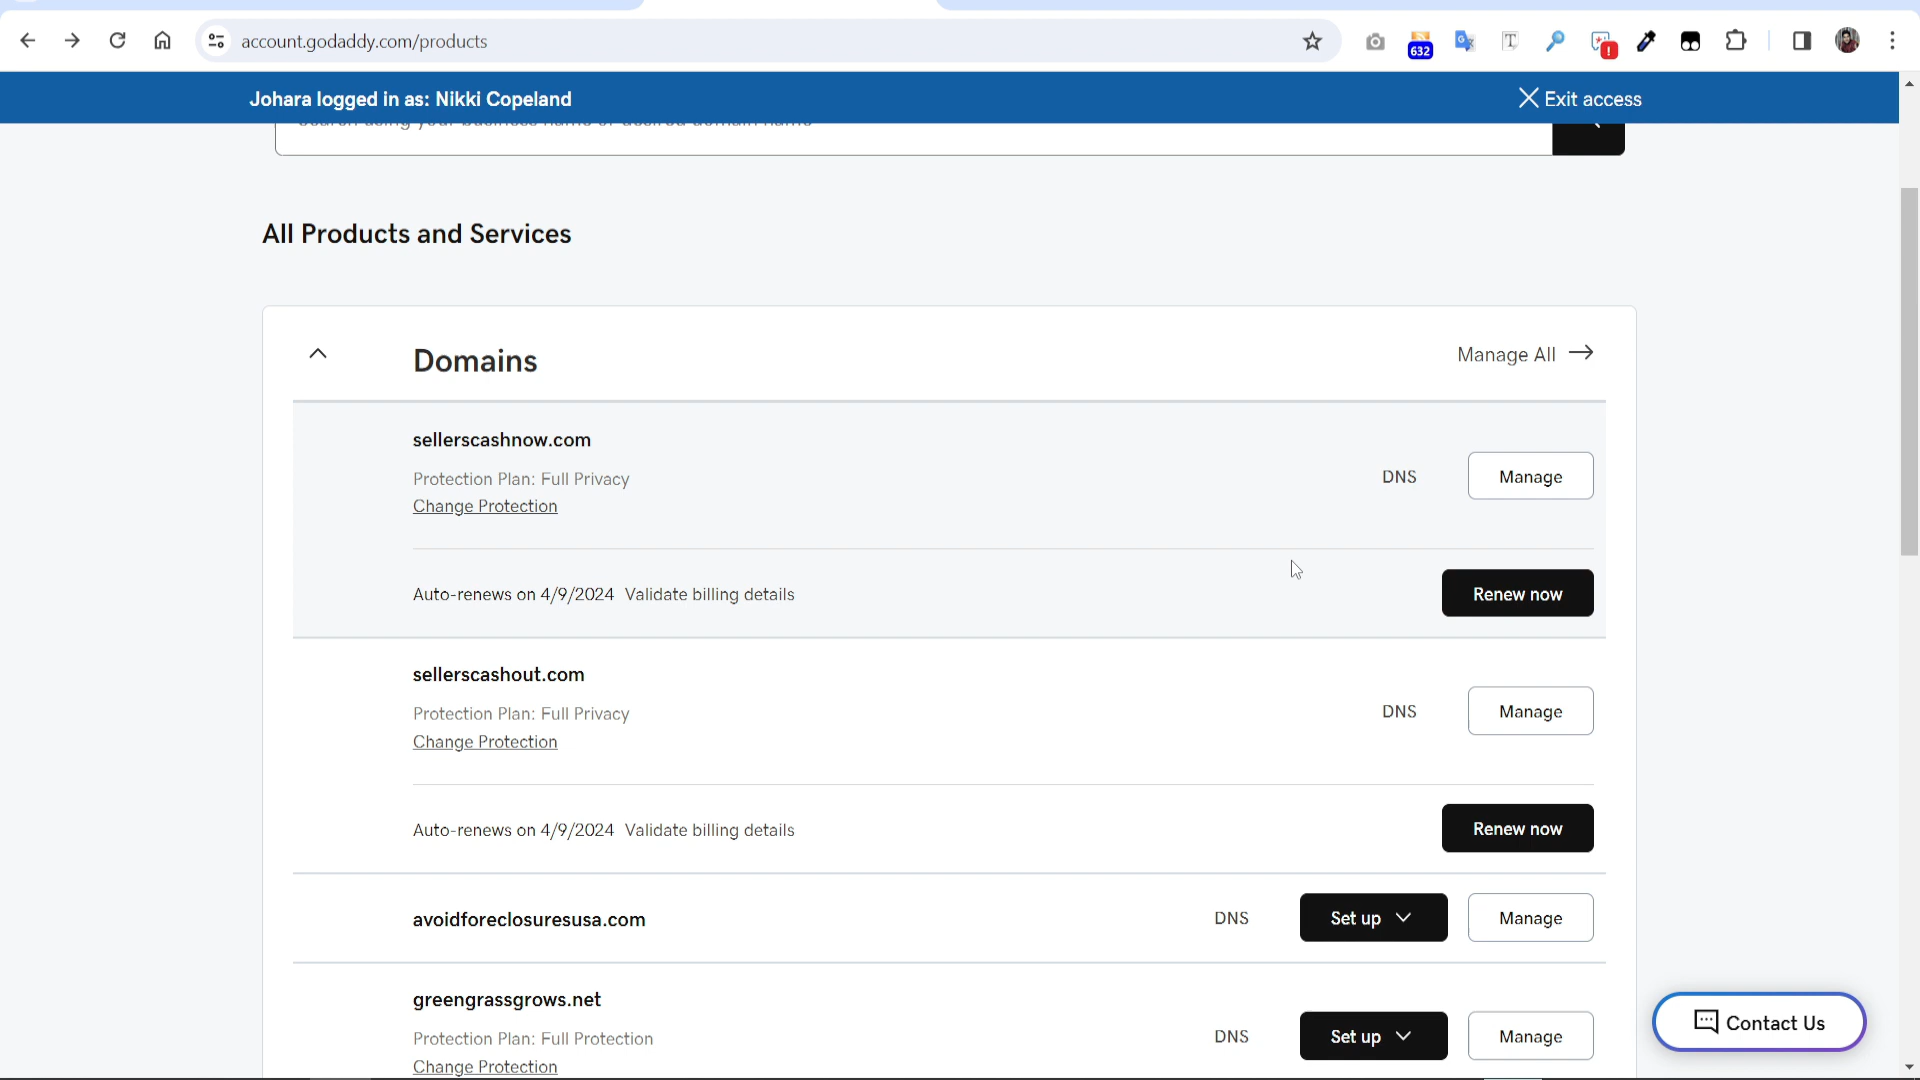 account.godaddy.com/products
632
Johara logged in as: Nikki Copeland
Exit access
All Products and Services
Domains
Manage All
sellerscashnow.com
Protection Plan: Full Privacy
Change Protection
DNS
Manage
Auto-renews on 4/9/2024 Validate billing details
Renew now
sellerscashout.com
Protection Plan: Full Privacy
Change Protection
DNS
Manage
Auto-renews on 4/9/2024 Validate billing details
Renew now
avoidforeclosuresusa.com
DNS
Set up
Manage
greengrassgrows.net
Protection Plan: Full Protection
Change Protection
DNS
Set up
Manage
Contact Us